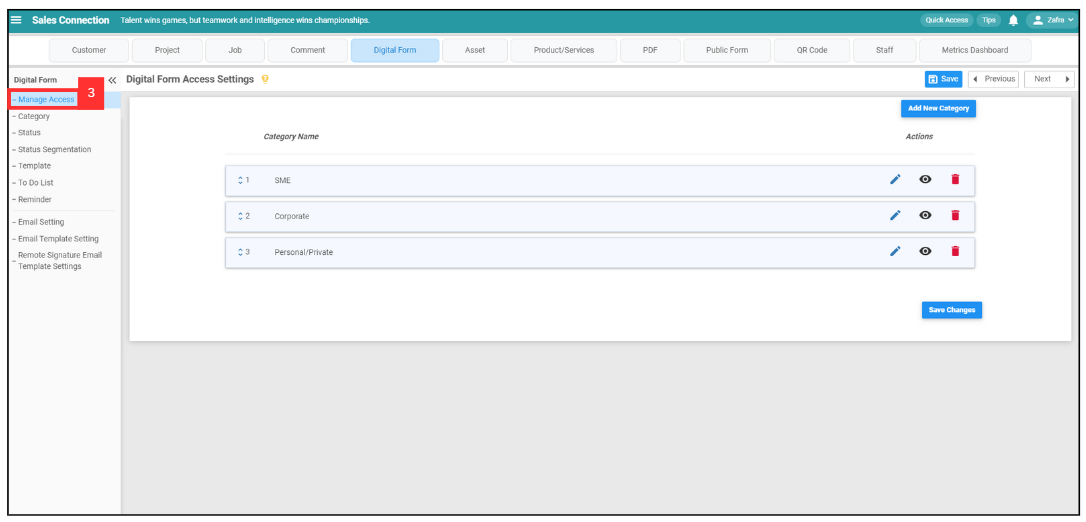 Sales Connection Talent wins games, but teamwork and intelligence wins championships. Quick Access Tips Zafra
Customer Project Job Comment Digital Form Asset Product/Services PDF Public Form QR Code Staff Metrics Dashboard
Digital Form
Digital Form Access Settings Save Previous Next
3
– Manage Access
– Category
– Status
– Status Segmentation
– Template
– To Do List
– Reminder
– Email Setting
– Email Template Setting
– Remote Signature Email
Template Settings
Add New Category
Category Name Actions
1 SME
2 Corporate
3 Personal/Private
Save Changes